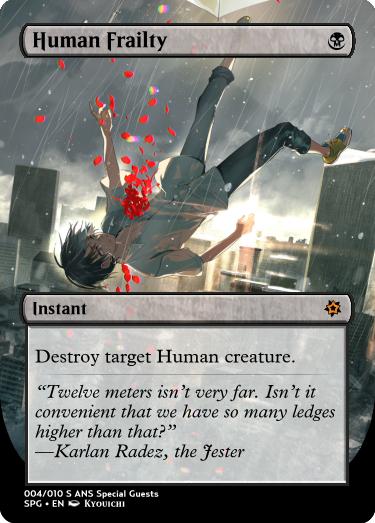 Human Frailty
Instant
Destroy target Human creature.
“Twelve meters isn’t very far. Isn’t it
convenient that we have so many ledges
higher than that?”
—Karlan Radez, the Jester
004/010 S ANS Special Guests
SPG • EN Kyouichi